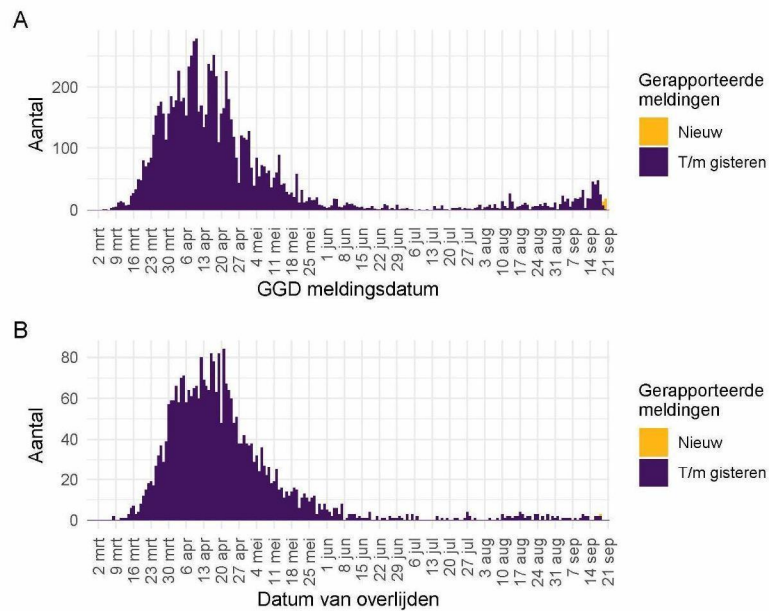 A
Aantal
200
100
0
2 mrt
9 mrt
16 mrt
23 mrt
30 mrt
6 apr
13 apr
20 apr
27 apr
4 mei
11 mei
18 mei
25 mei
1 jun
8 jun
15 jun
22 jun
29 jun
6 jul
13 jul
20 jul
27 jul
3 aug
10 aug
17 aug
24 aug
31 aug
7 sep
14 sep
21 sep
GGD meldingsdatum
Gerapporteerde
meldingen
Nieuw
T/m gisteren
B
Aantal
80
60
40
20
0
2 mrt
9 mrt
16 mrt
23 mrt
30 mrt
6 apr
13 apr
20 apr
27 apr
4 mei
11 mei
18 mei
25 mei
1 jun
8 jun
15 jun
22 jun
29 jun
6 jul
13 jul
20 jul
27 jul
3 aug
10 aug
17 aug
24 aug
31 aug
7 sep
14 sep
21 sep
Datum van overlijden
Gerapporteerde
meldingen
Nieuw
T/m gisteren